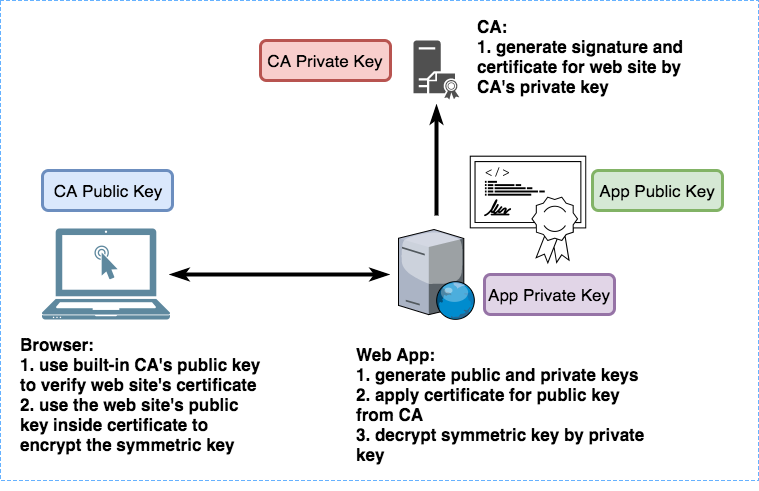 CA:
1. generate signature and
certificate for web site by
CA's private key
CA Private Key
CA Public Key
</>
App Public Key
App Private Key
Browser:
1. use built-in CA's public key
to verify web site's certificate
2. use the web site's public
key inside certificate to
encrypt the symmetric key
Web App:
1. generate public and private keys
2. apply certificate for public key
from CA
3. decrypt symmetric key by private
key